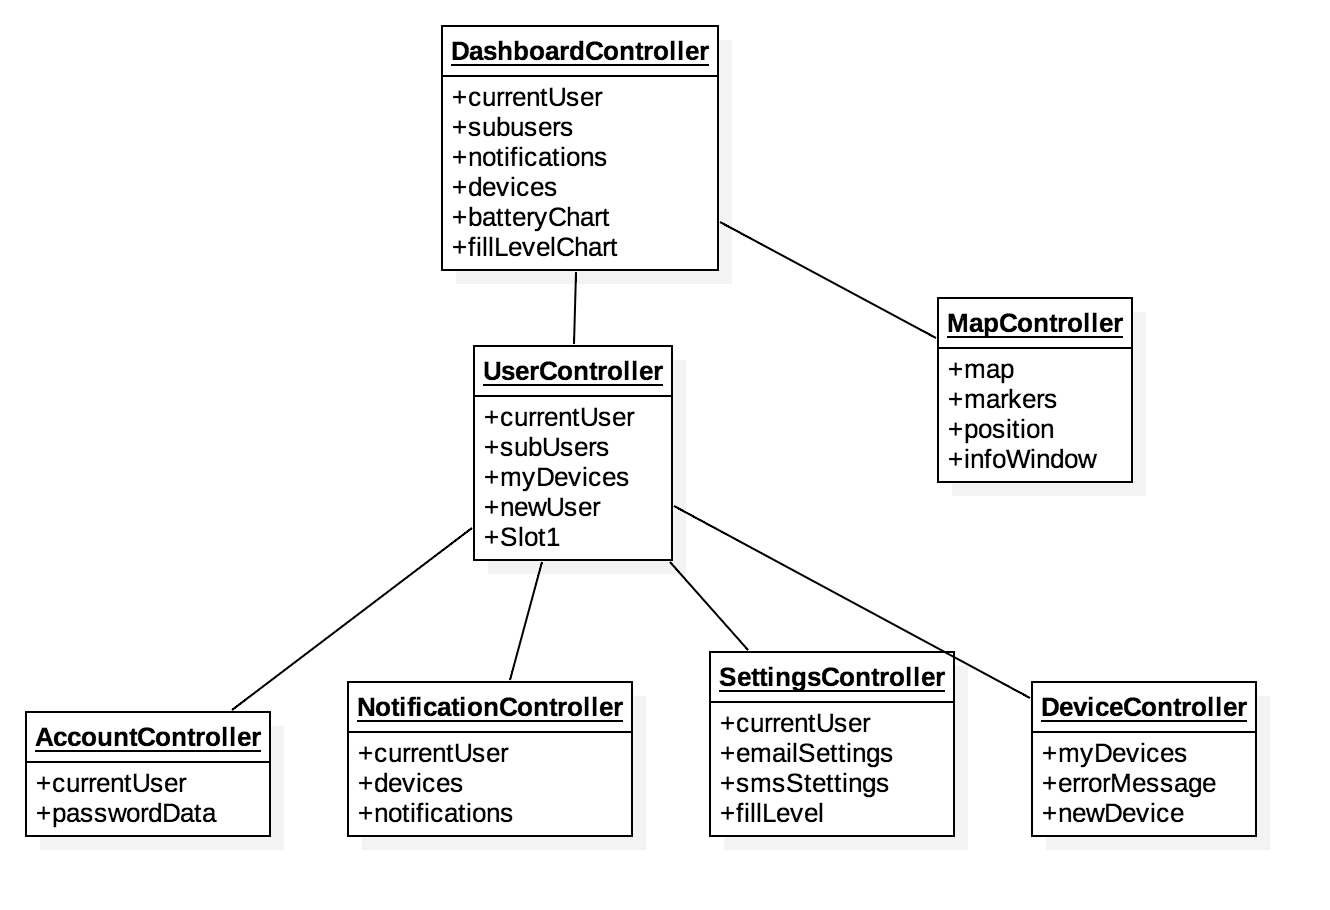 DashboardController
+currentUser
+subusers
+notifications
+devices
+batteryChart
+fillLevelChart
MapController
+map
+markers
+position
+infoWindow
UserController
+currentUser
+subUsers
+myDevices
+newUser
+Slot1
AccountController
+currentUser
+passwordData
NotificationController
+currentUser
+devices
+notifications
SettingsController
+currentUser
+emailSettings
+smsStettings
+fillLevel
DeviceController
+myDevices
+errorMessage
+newDevice